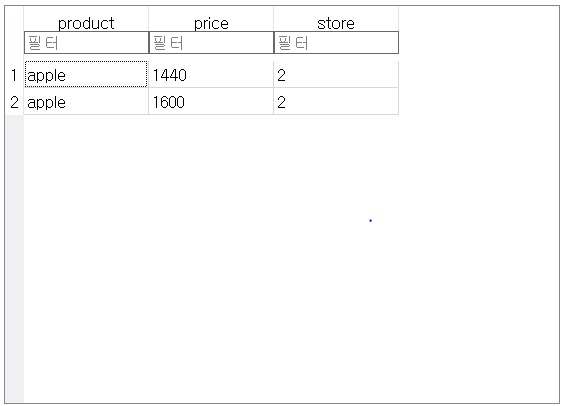 product price store
필터 필터 필터
1 apple 1440 2
2 apple 1600 2